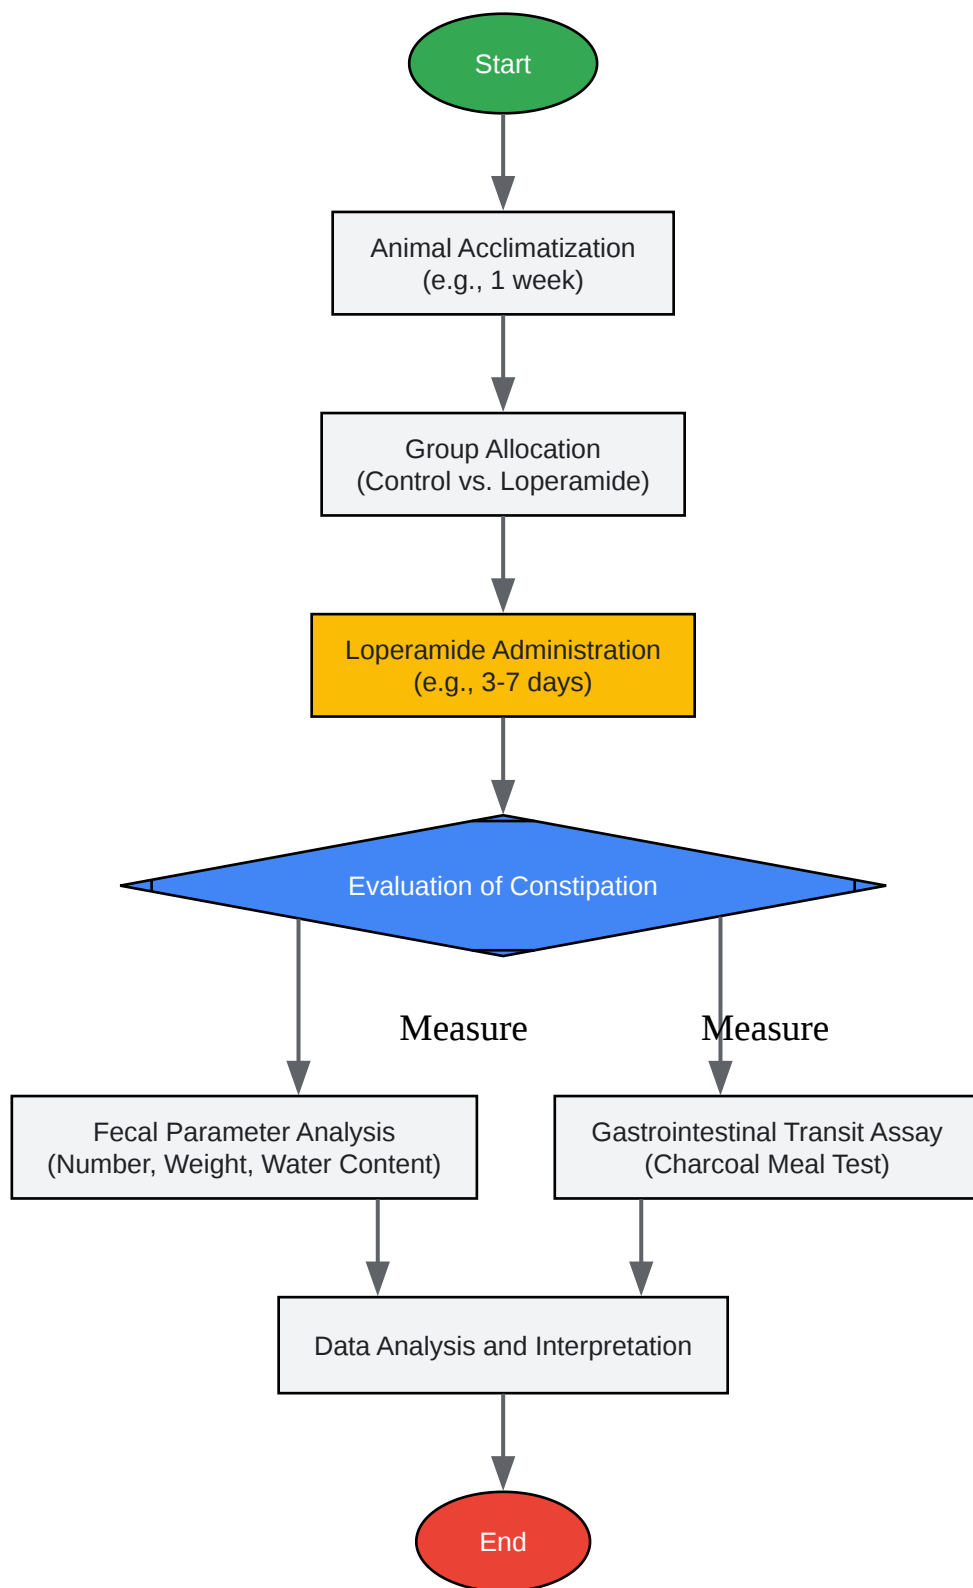 Start
Animal Acclimatization
(e.g., 1 week)
Group Allocation
(Control vs. Loperamide)
Loperamide Administration
(e.g., 3-7 days)
Evaluation of Constipation
Measure
Measure
Fecal Parameter Analysis
(Number, Weight, Water Content)
Gastrointestinal Transit Assay
(Charcoal Meal Test)
Data Analysis and Interpretation
End